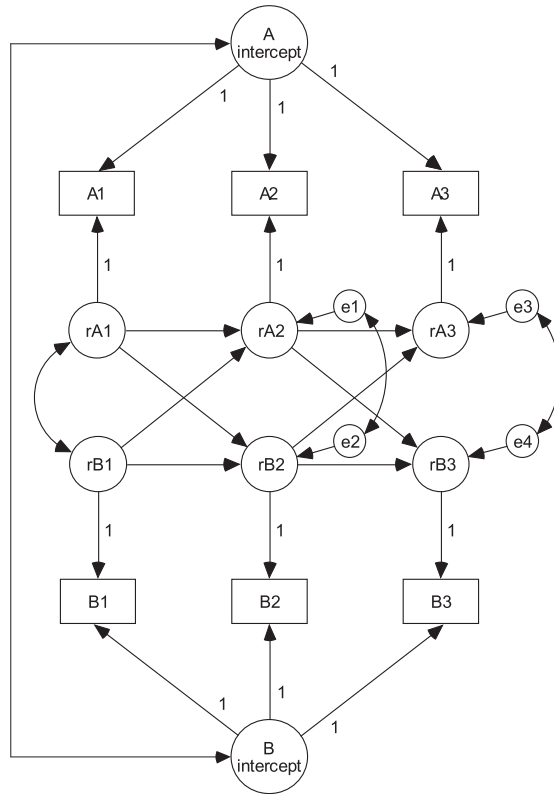 A
intercept
1
1
1
A1
A2
A3
1
1
1
e1
e3
rA1
rA2
rA3
e2
e4
rB1
rB2
rB3
1
1
1
B1
B2
B3
1
1
1
B
intercept